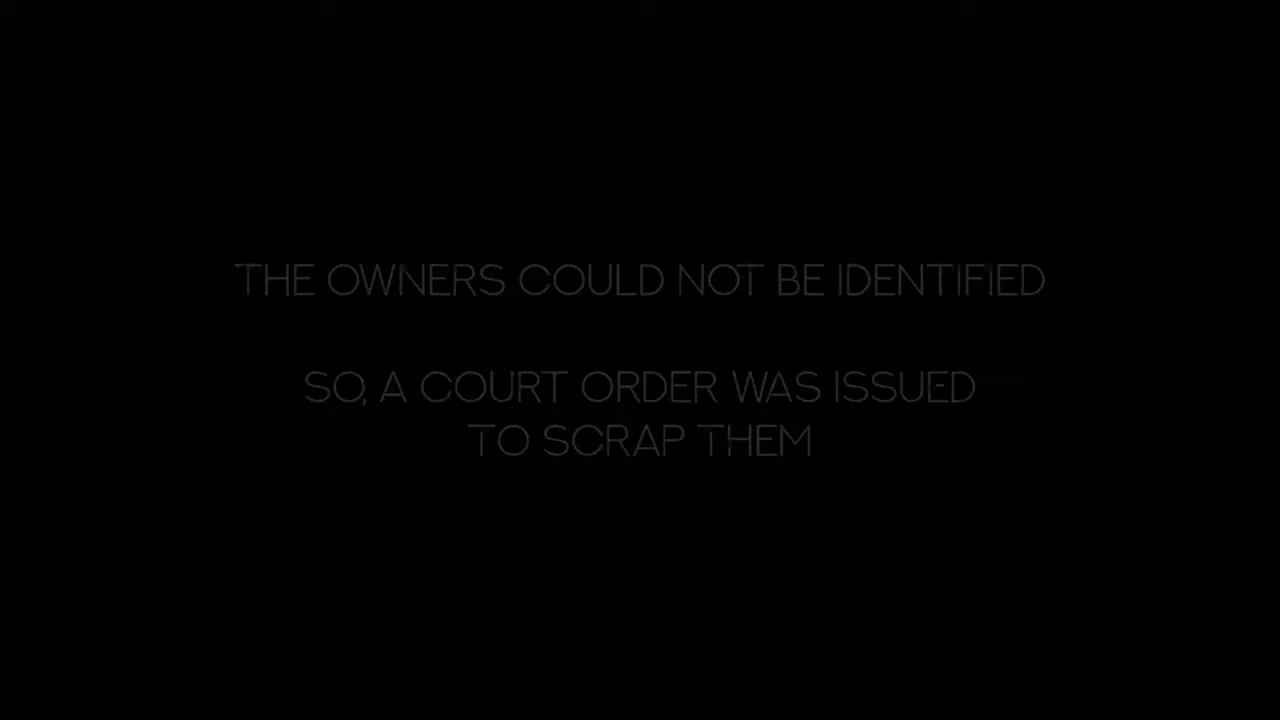 THE OWNERS COULD NOT BE IDENTIFIED
SO, A COURT ORDER WAS ISSUED
TO SCRAP THEM